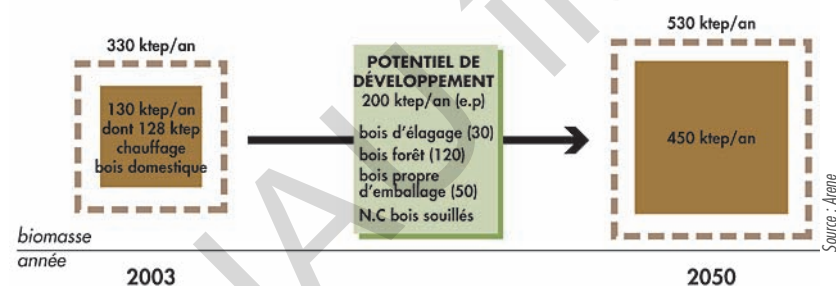 330 ktep/an
130 ktep/an
dont 128 ktep
chauffage
bois domestique
POTENTIEL DE
DÉVELOPPEMENT
200 ktep/an (e.p)
bois d'élagage (30)
bois forêt (120)
bois propre
d'emballage (50)
N.C bois souillés
530 ktep/an
450 ktep/an
Source : Arene
biomasse
année
2003
2050